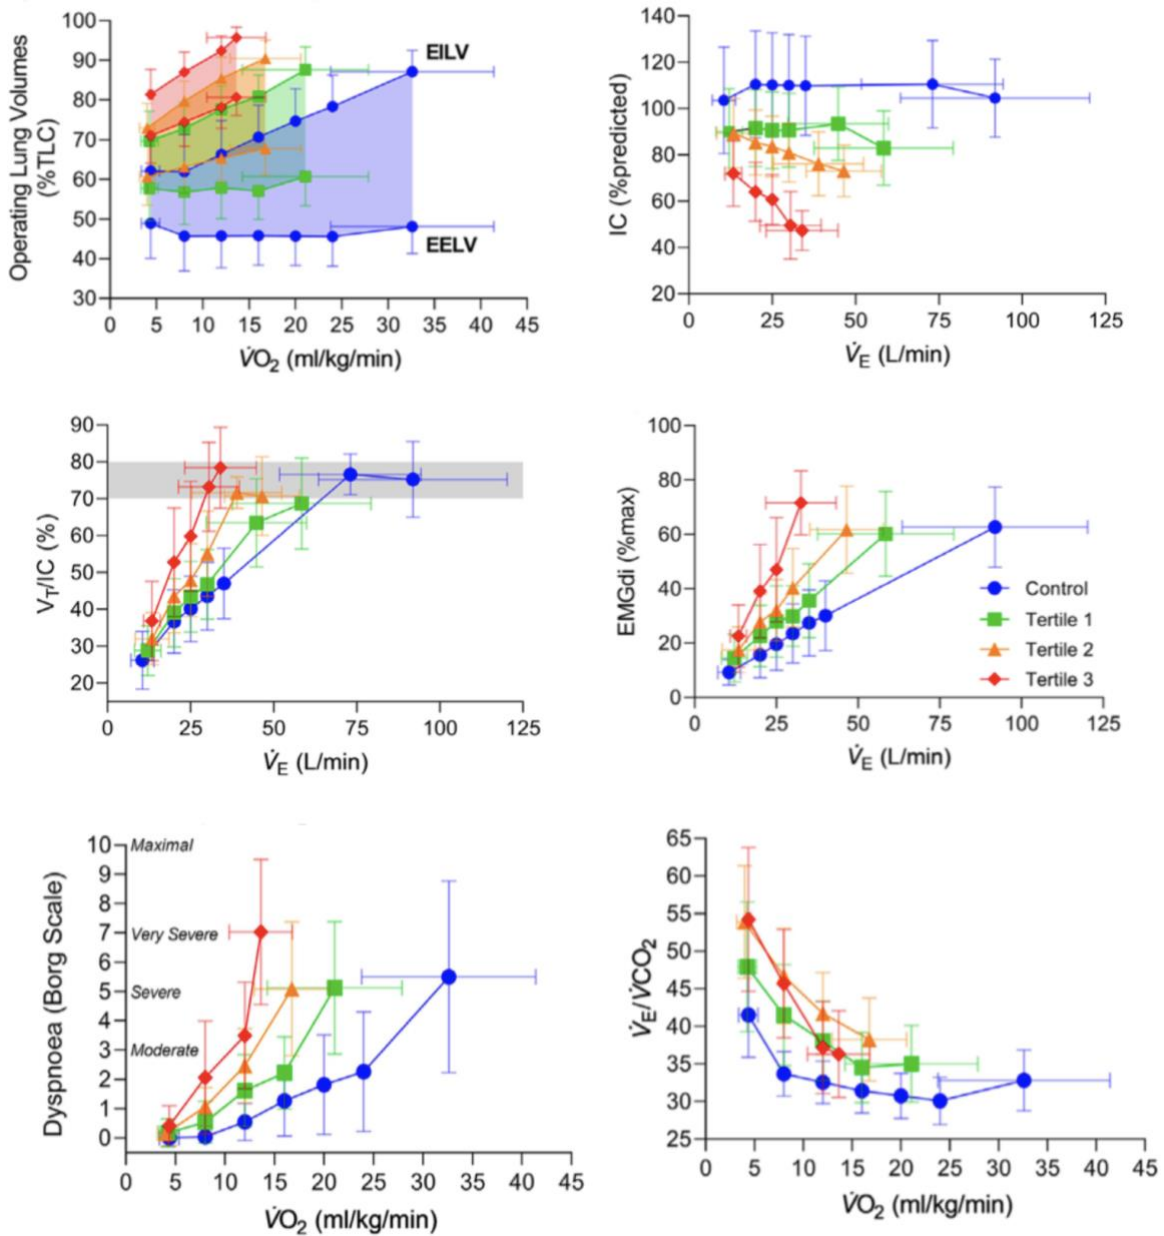 Operating Lung Volumes
(%TLC)
100
90
80
70
60
50
40
30
EILV
EELV
0 5 10 15 20 25 30 35 40 45
V̇O2 (ml/kg/min)
IC (%predicted)
140
120
100
80
60
40
20
0 25 50 75 100 125
V̇E (L/min)
VT/IC (%)
90
80
70
60
50
40
30
20
0 25 50 75 100 125
V̇E (L/min)
EMGdi (%max)
100
80
60
40
20
0
Control
Tertile 1
Tertile 2
Tertile 3
0 25 50 75 100 125
V̇E (L/min)
Dyspnoea (Borg Scale)
10 Maximal
9
8
7 Very Severe
6
5 Severe
4
3 Moderate
2
1
0
0 5 10 15 20 25 30 35 40 45
V̇O2 (ml/kg/min)
V̇E/V̇CO2
65
60
55
50
45
40
35
30
25
0 5 10 15 20 25 30 35 40 45
V̇O2 (ml/kg/min)